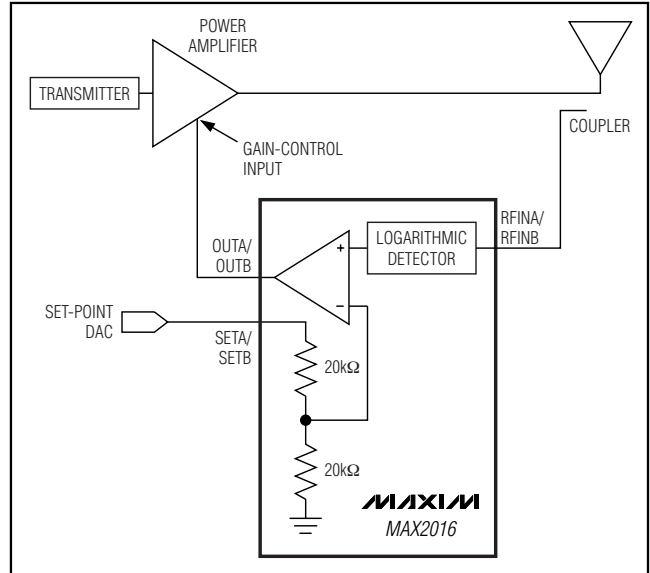 POWER
AMPLIFIER
TRANSMITTER
COUPLER
GAIN-CONTROL
INPUT
RFINA/
RFINB
OUTA/
OUTB
+
LOGARITHMIC
DETECTOR
−
SET-POINT
DAC
SETA/
SETB
20kΩ
20kΩ
MAXIM
MAX2016